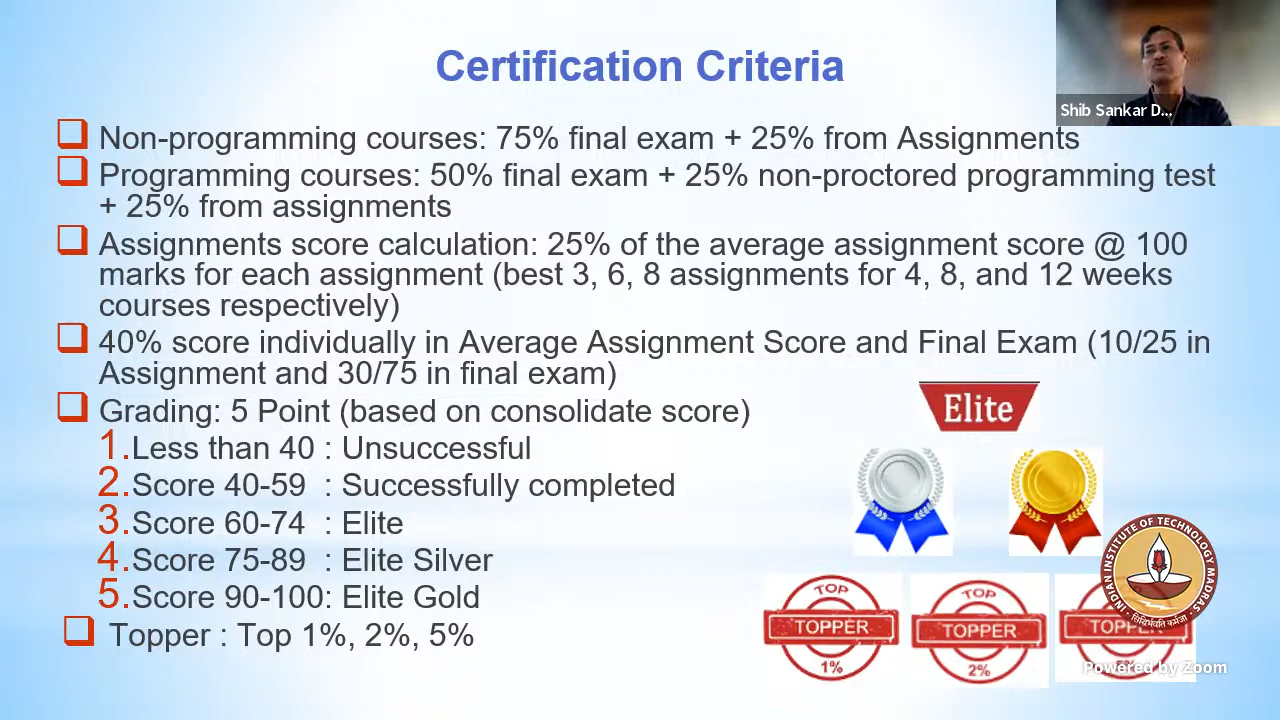 Certification Criteria
Shib Sankar D...
Non-programming courses: 75% final exam + 25% from Assignments
Programming courses: 50% final exam + 25% non-proctored programming test
+ 25% from assignments
Assignments score calculation: 25% of the average assignment score @ 100
marks for each assignment (best 3, 6, 8 assignments for 4, 8, and 12 weeks
courses respectively)
40% score individually in Average Assignment Score and Final Exam (10/25 in
Assignment and 30/75 in final exam)
Grading: 5 Point (based on consolidate score)
Elite
1.Less than 40 : Unsuccessful
2.Score 40-59 : Successfully completed
3.Score 60-74 : Elite
4.Score 75-89 : Elite Silver
5.Score 90-100: Elite Gold
Topper : Top 1%, 2%, 5%
TOP
TOPPER
1%
TOP
TOPPER
2%
TOPPER
INDIAN INSTITUTE OF TECHNOLOGY MADRAS
सिद्धिर्भवति कर्मजा
Powered by Zoom